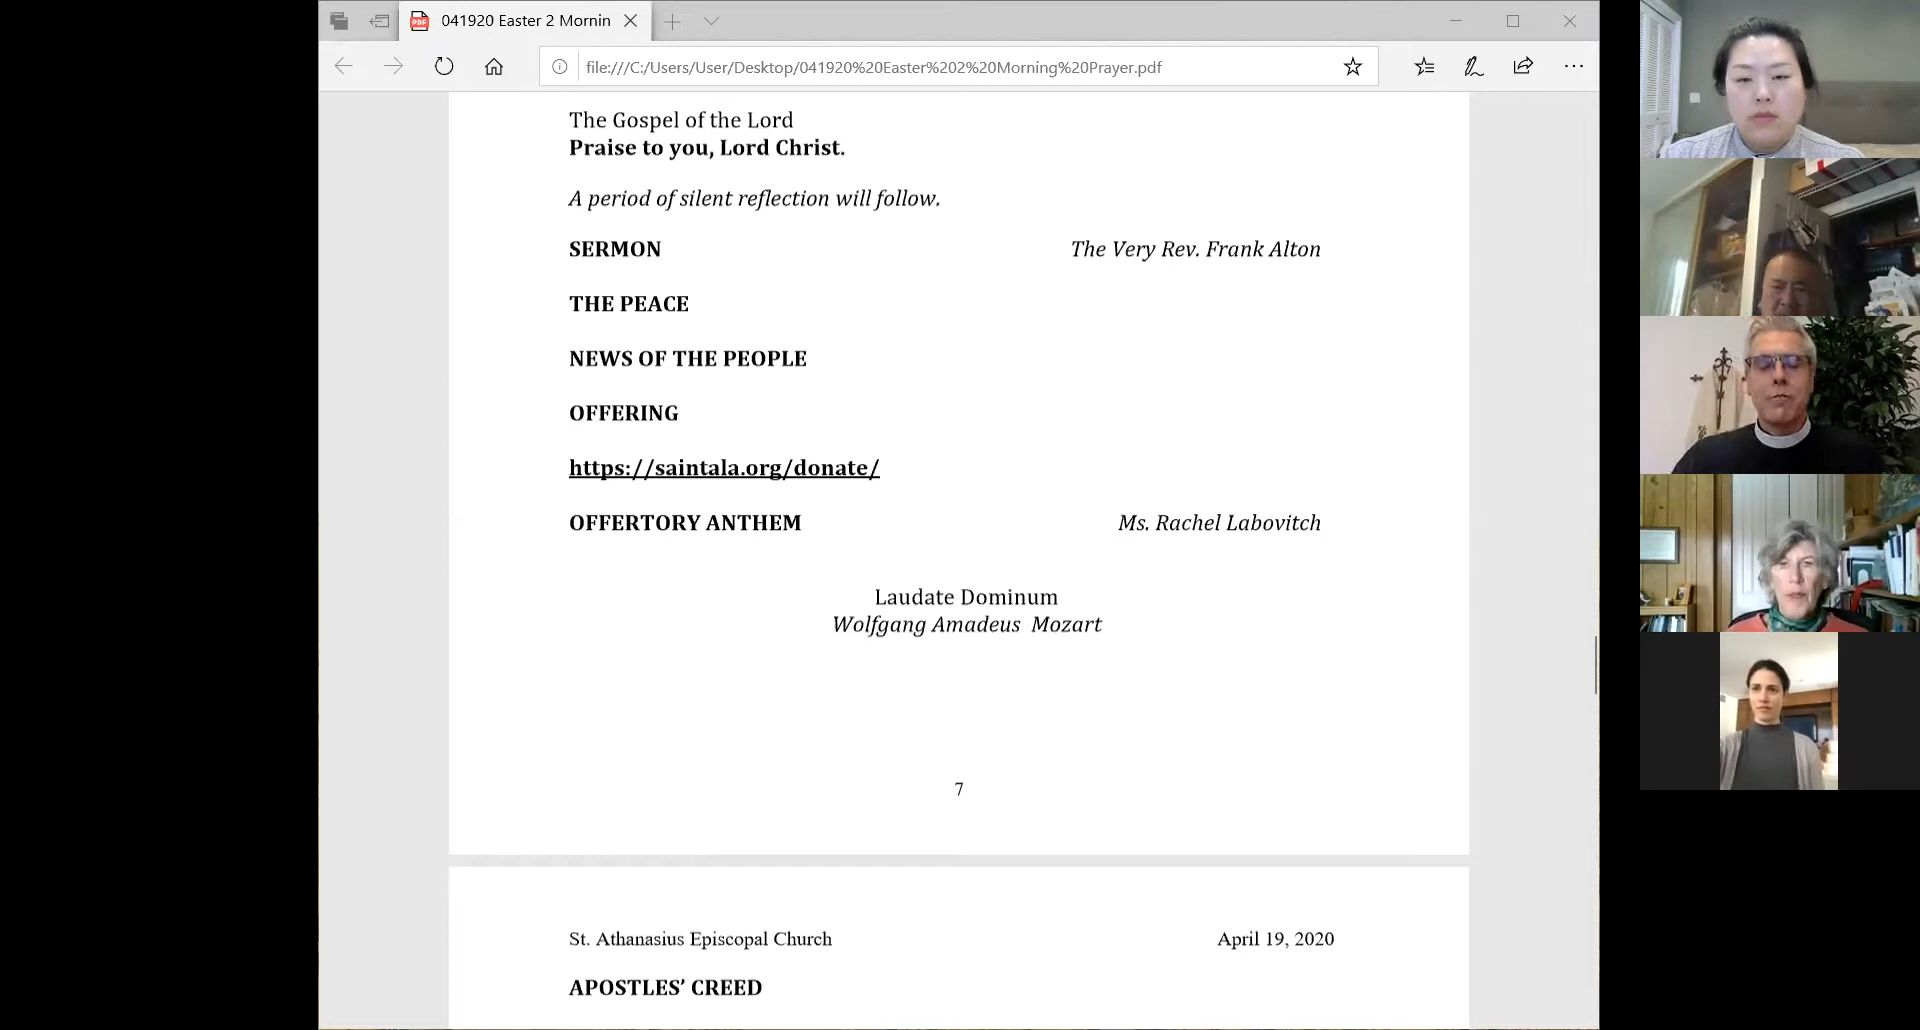 041920 Easter 2 Mornin
file:///C:/Users/User/Desktop/041920%20Easter%202%20Morning%20Prayer.pdf
The Gospel of the Lord
Praise to you, Lord Christ.
A period of silent reflection will follow.
SERMON The Very Rev. Frank Alton
THE PEACE
NEWS OF THE PEOPLE
OFFERING
https://saintala.org/donate/
OFFERTORY ANTHEM Ms. Rachel Labovitch
Laudate Dominum
Wolfgang Amadeus Mozart
7
St. Athanasius Episcopal Church April 19, 2020
APOSTLES’ CREED